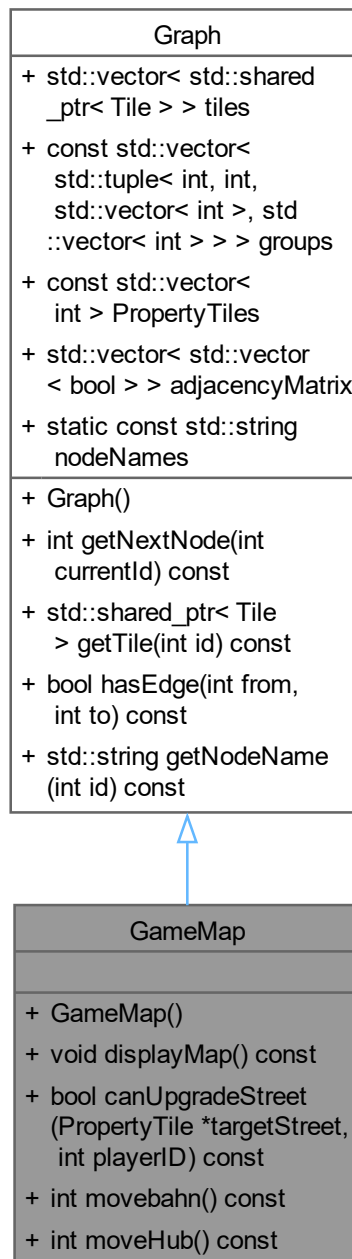 Graph
+ std::vector< std::shared
_ptr< Tile > > tiles
+ const std::vector<
std::tuple< int, int,
std::vector< int >, std
::vector< int > > > groups
+ const std::vector<
int > PropertyTiles
+ std::vector< std::vector
< bool > > adjacencyMatrix
+ static const std::string
nodeNames
+ Graph()
+ int getNextNode(int
currentId) const
+ std::shared_ptr< Tile
> getTile(int id) const
+ bool hasEdge(int from,
int to) const
+ std::string getNodeName
(int id) const
GameMap
+ GameMap()
+ void displayMap() const
+ bool canUpgradeStreet
(PropertyTile *targetStreet,
int playerID) const
+ int movebahn() const
+ int moveHub() const